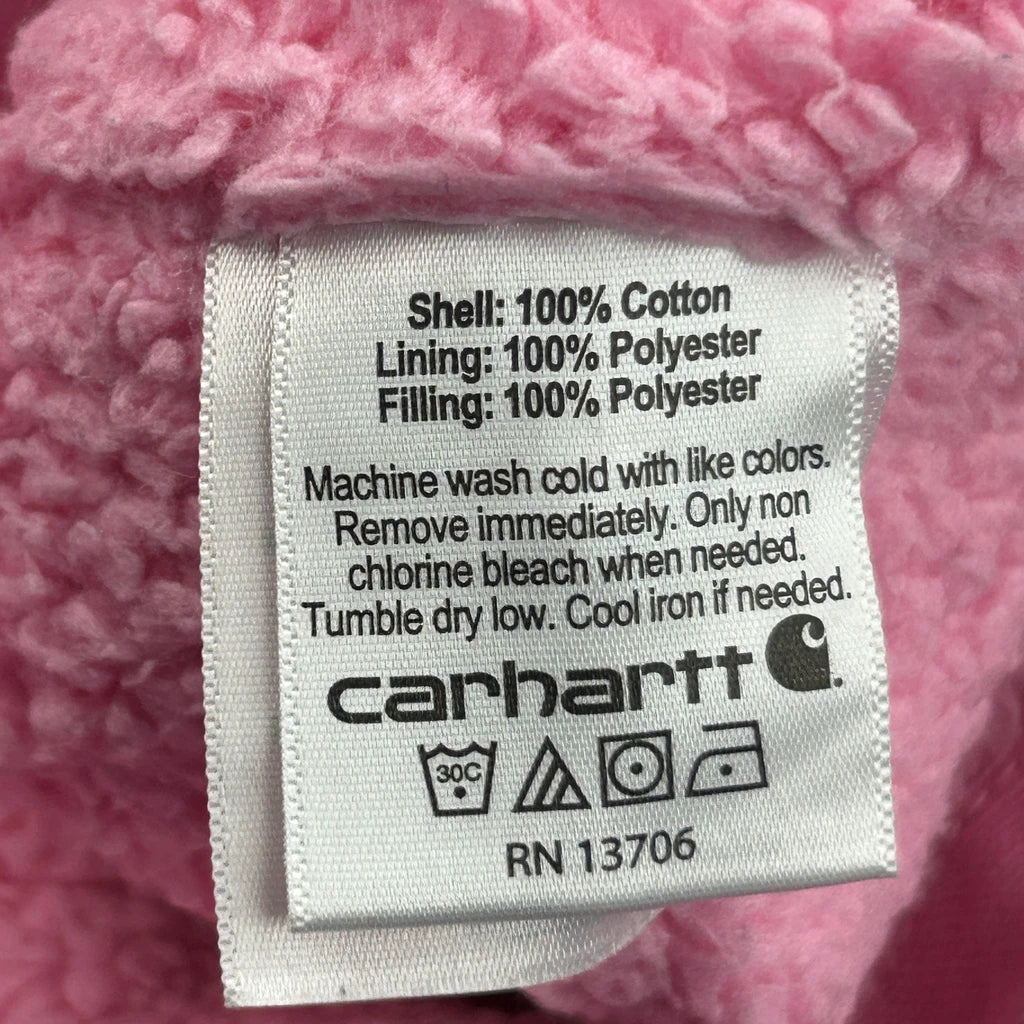 Shell: 100% Cotton
Lining: 100% Polyester
Filling: 100% Polyester
Machine wash cold with like colors.
Remove immediately. Only non
chlorine bleach when needed.
Tumble dry low. Cool iron if needed.
carhartt
30C
RN 13706